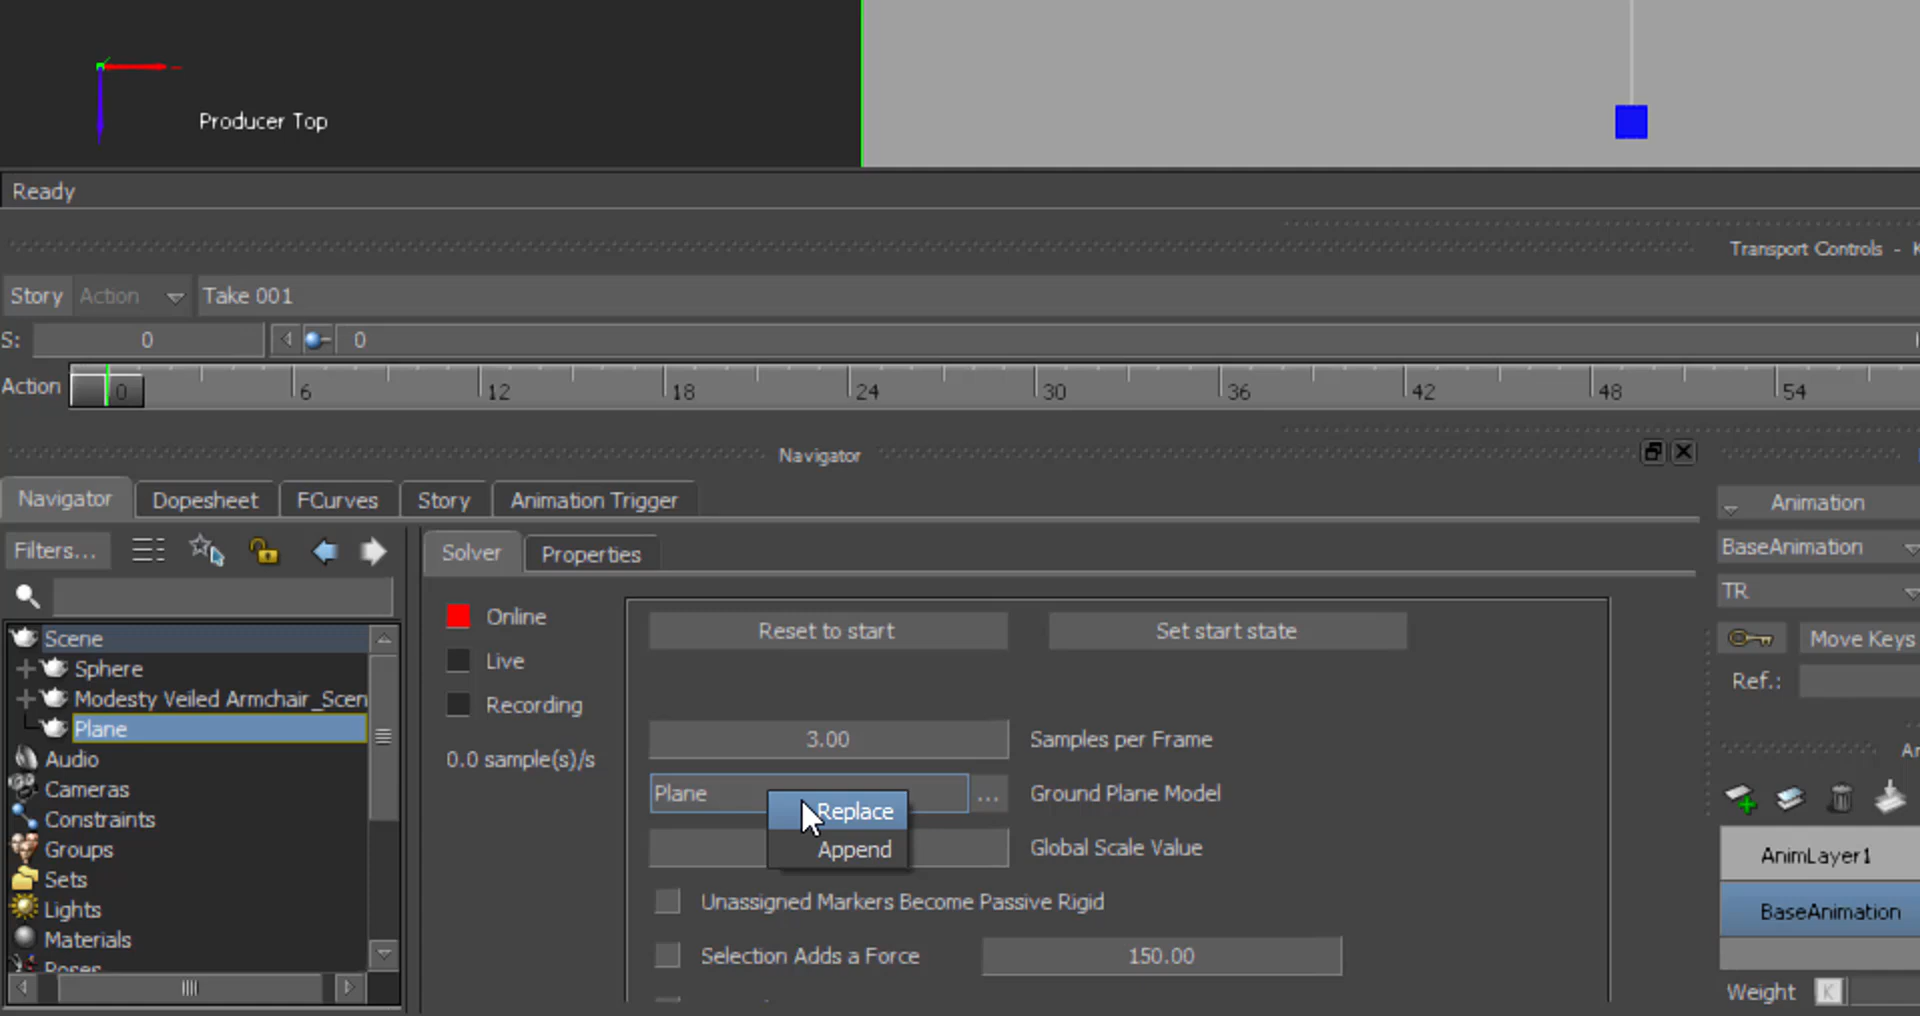 Producer Top
Ready
Transport Controls - K
Story Action Take 001
S: 0 0
Action 0 6 12 18 24 30 36 42 48 54
Navigator
Navigator Dopesheet FCurves Story Animation Trigger
Animation
Filters...
Solver Properties
BaseAnimation
TR
Online
Reset to start Set start state
Scene
Move Keys
Sphere
Live
Modesty Veiled Armchair_Scen
Recording
Ref.:
Plane
3.00 Samples per Frame
Audio
0.0 sample(s)/s
Cameras
Plane ... Ground Plane Model
Replace
Constraints
Groups
Append
Global Scale Value
AnimLayer1
Sets
Lights
Unassigned Markers Become Passive Rigid
BaseAnimation
Materials
Selection Adds a Force 150.00
Poses
Weight K